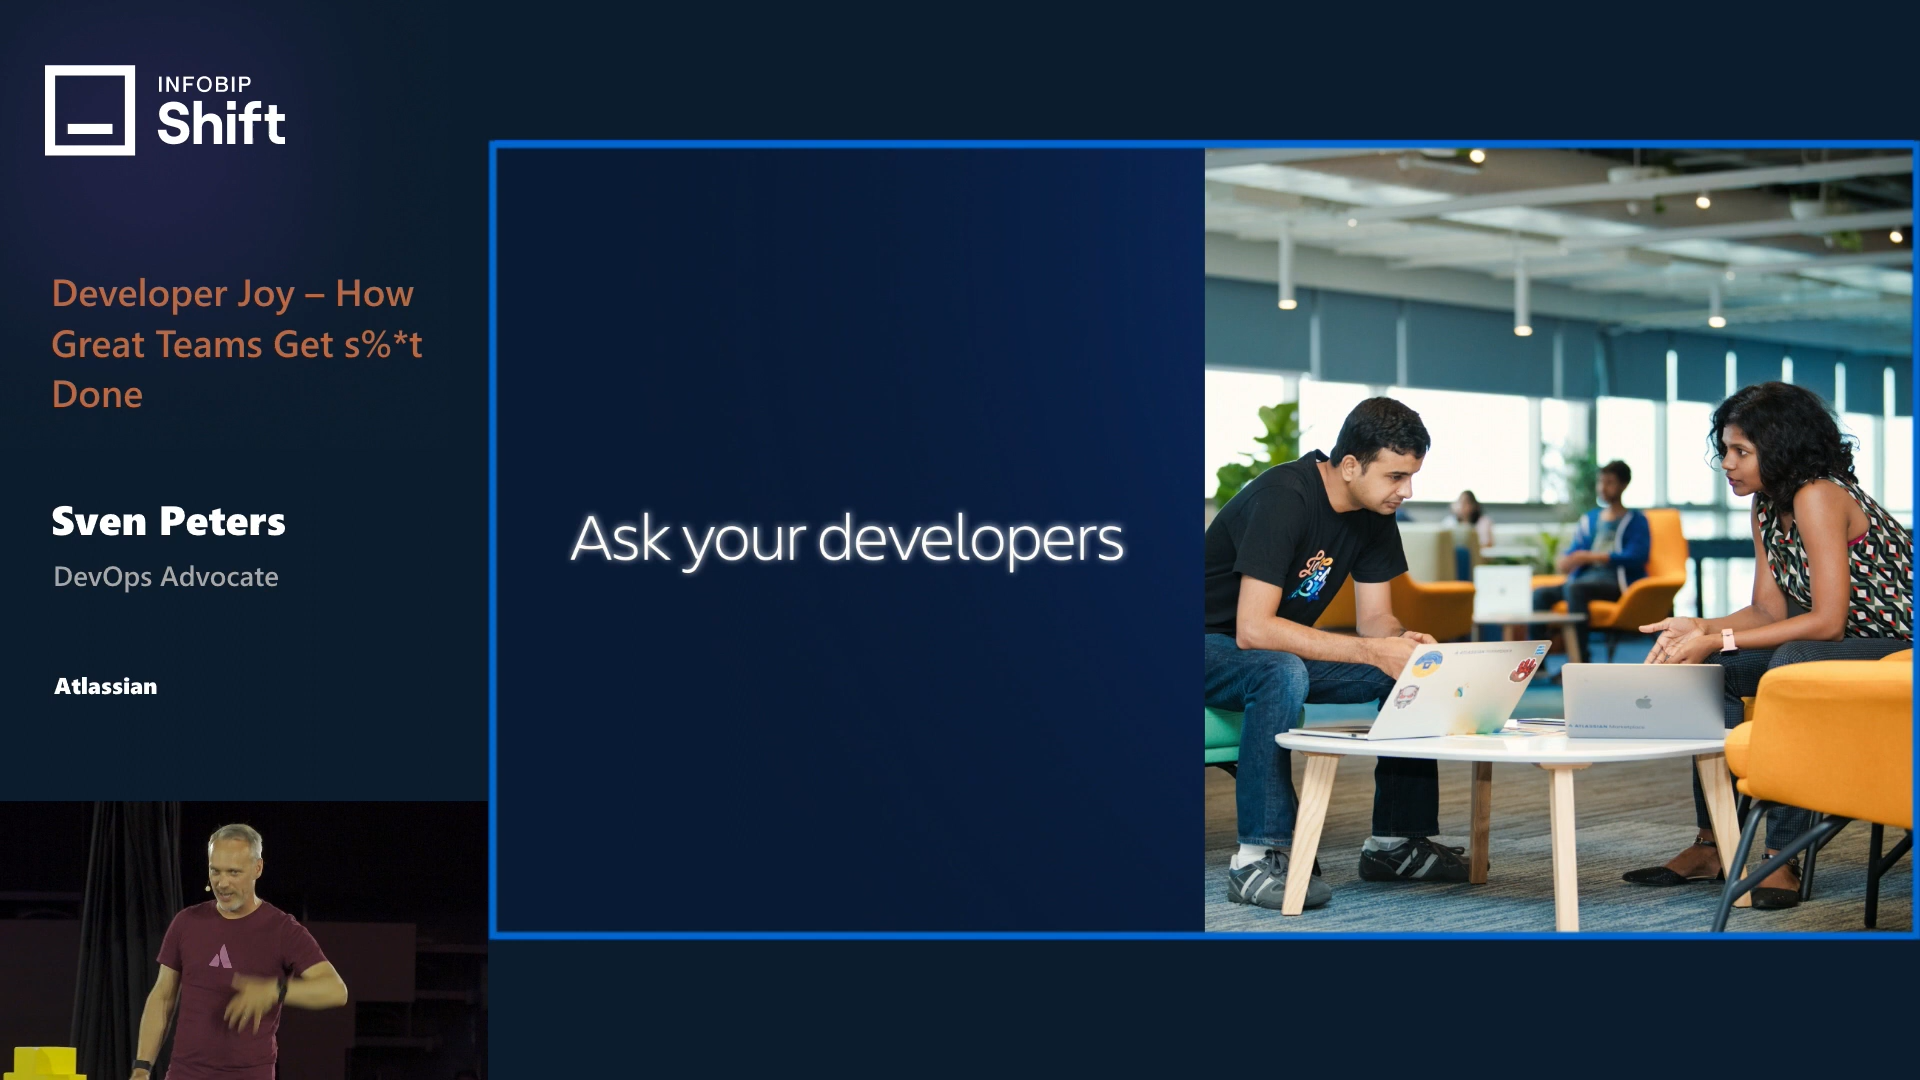 INFOBIP
Shift
Developer Joy – How
Great Teams Get s%*t
Done
Sven Peters
DevOps Advocate
Atlassian
Ask your developers